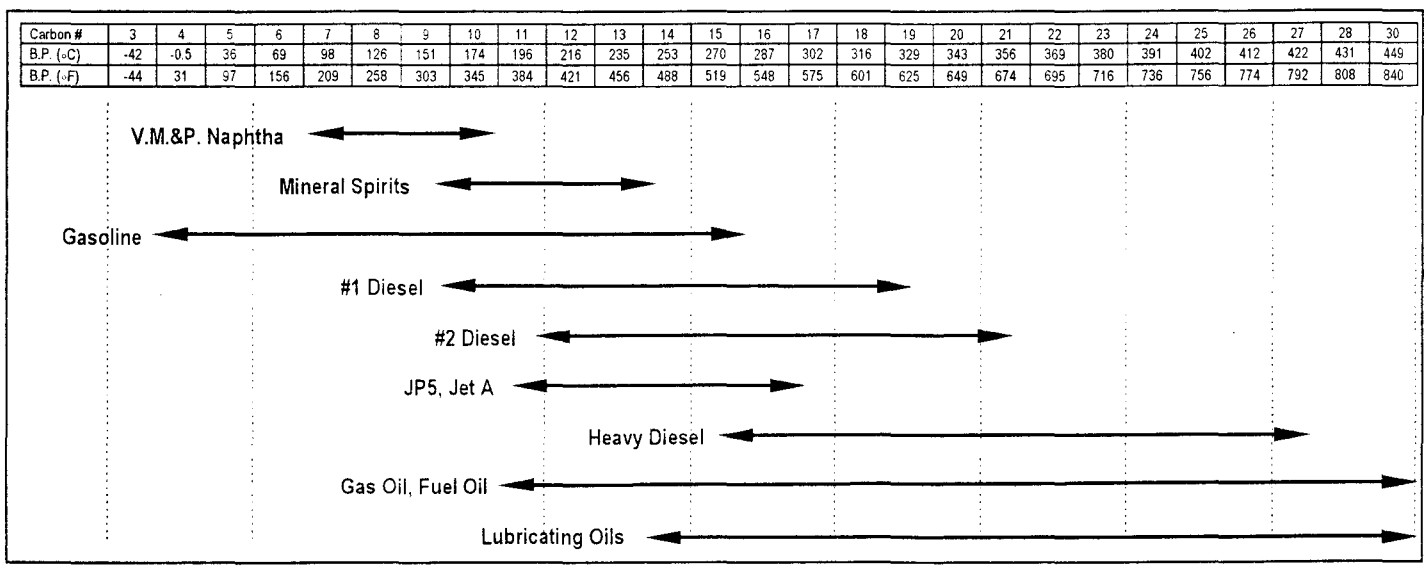 Carbon # 3 4 5 6 7 8 9 10 11 12 13 14 15 16 17 18 19 20 21 22 23 24 25 26 27 28 30
B.P. (∘C) -42 -0.5 36 69 98 126 151 174 196 216 235 253 270 287 302 316 329 343 356 369 380 391 402 412 422 431 449
B.P. (∘F) -44 31 97 156 209 258 303 345 384 421 456 488 519 548 575 601 625 649 674 695 716 736 756 774 792 808 840
V.M.&P. Naphtha
Mineral Spirits
Gasoline
#1 Diesel
#2 Diesel
JP5, Jet A
Heavy Diesel
Gas Oil, Fuel Oil
Lubricating Oils